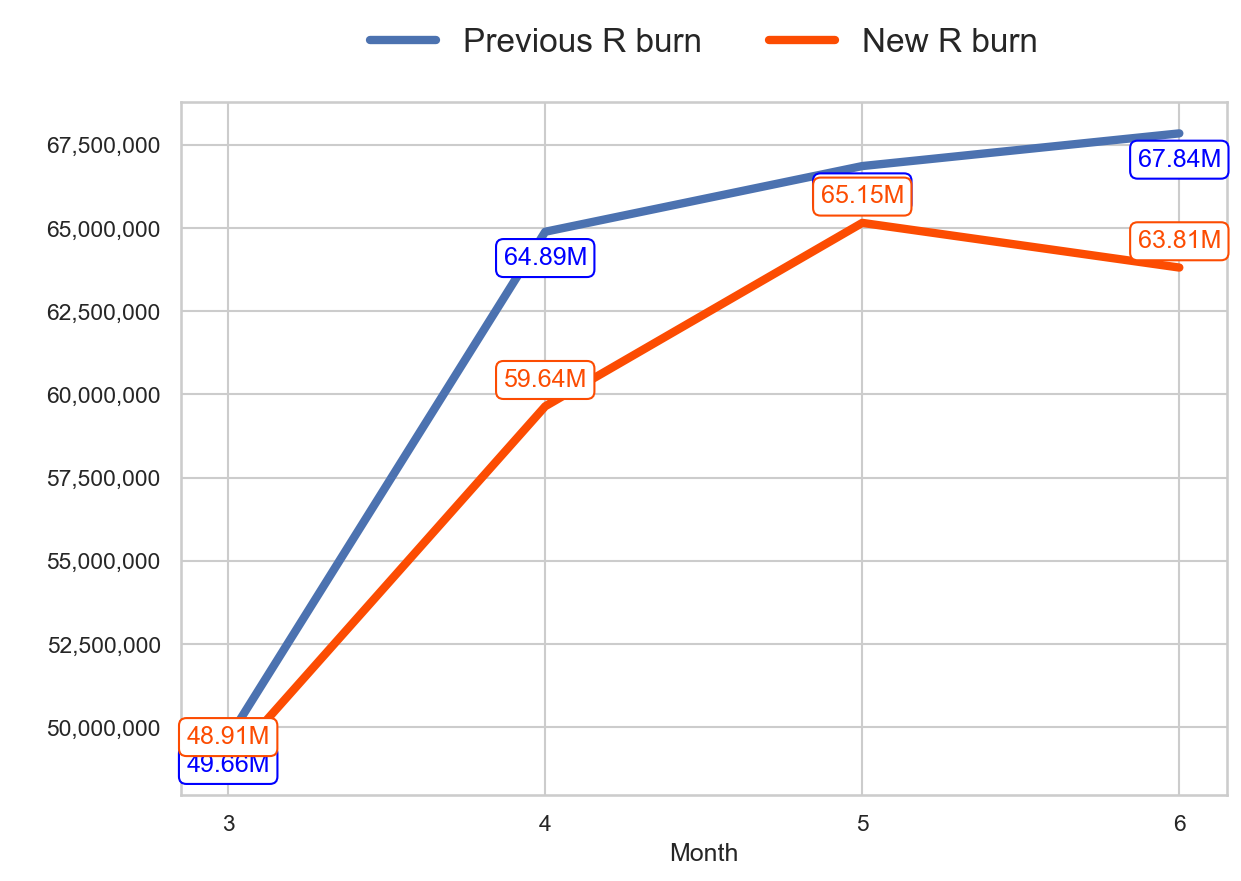 Previous R burn New R burn
67,500,000
65,000,000
62,500,000
60,000,000
57,500,000
55,000,000
52,500,000
50,000,000
67.84M
65.15M
63.81M
64.89M
59.64M
48.91M
49.66M
3 4 5 6
Month